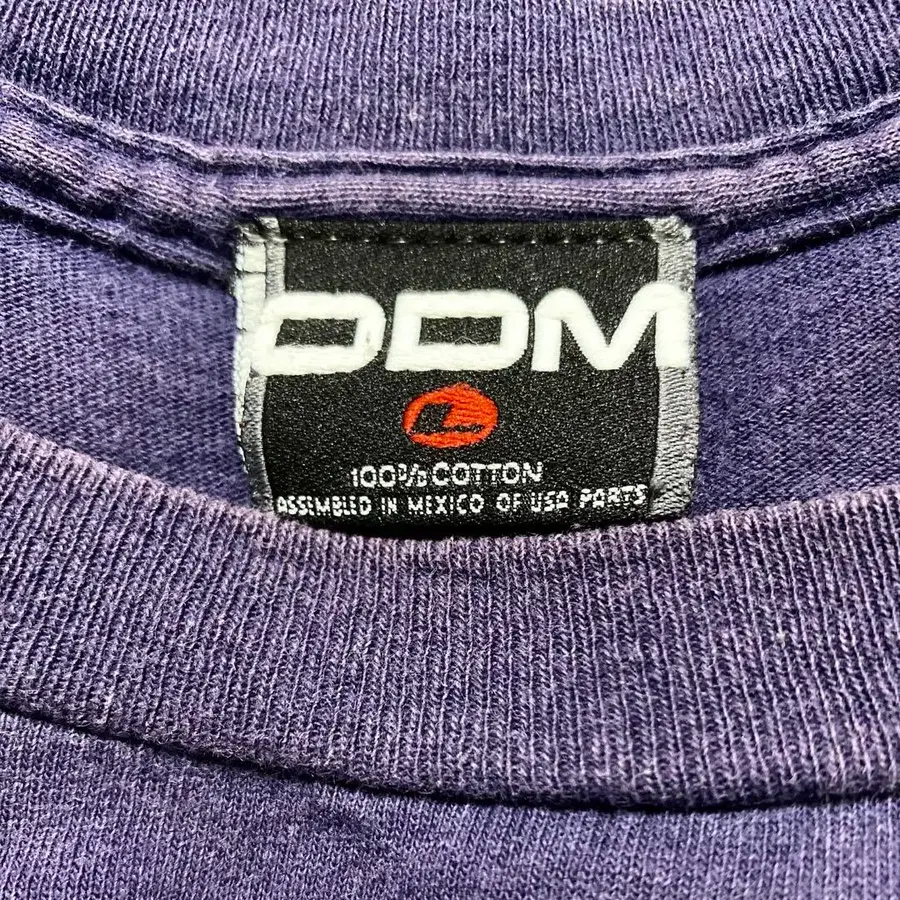 ODM
L
100% COTTON
ASSEMBLED IN MEXICO OF USA PARTS